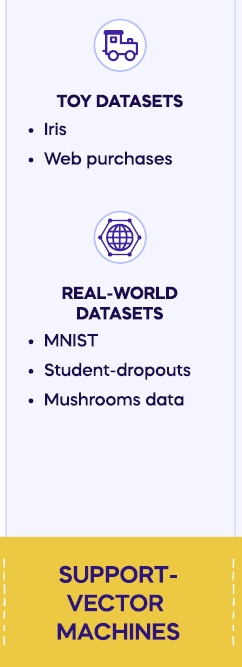 TOY DATASETS
• Iris
• Web purchases
REAL-WORLD
DATASETS
• MNIST
• Student-dropouts
• Mushrooms data
SUPPORT-
VECTOR
MACHINES